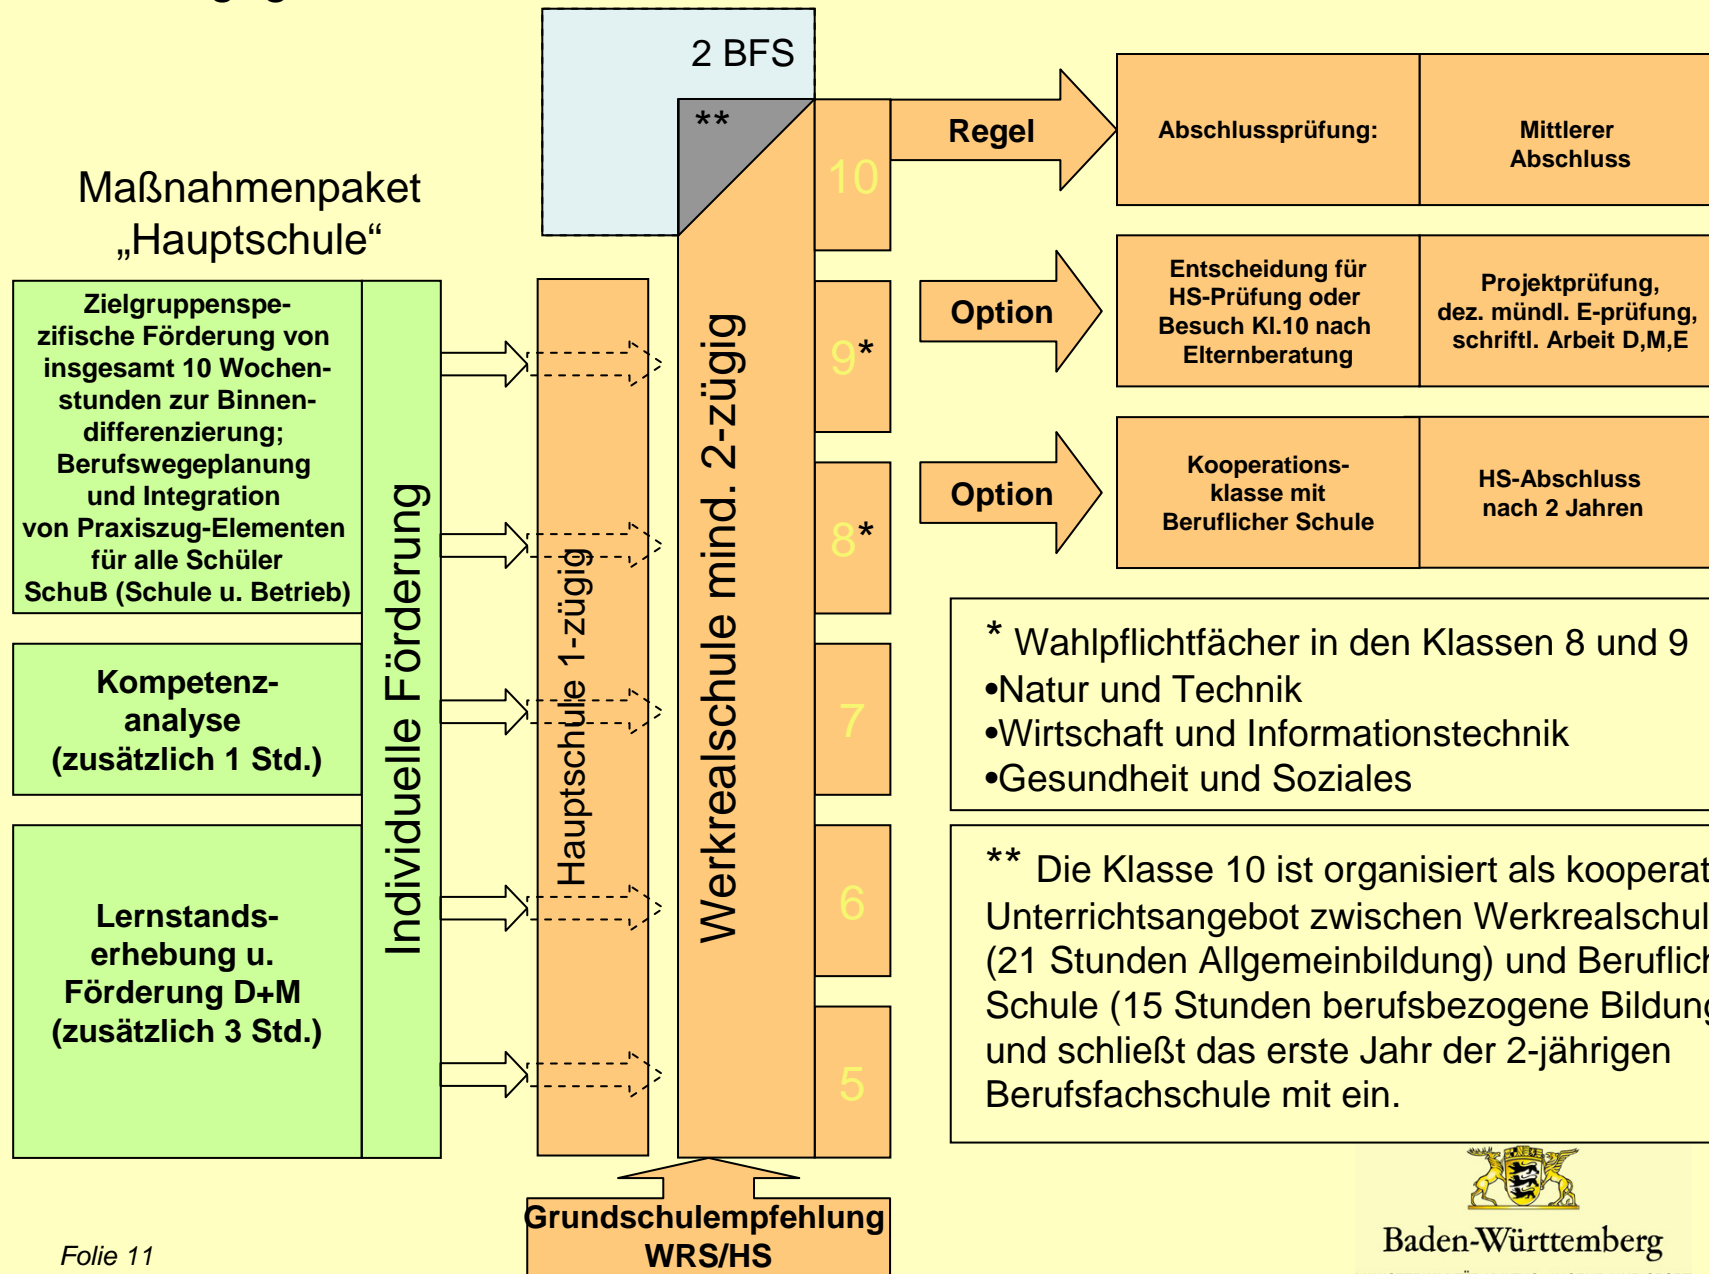 2 BFS
**
Maßnahmenpaket
„Hauptschule“
Zielgruppenspe-
zifische Förderung von
insgesamt 10 Wochen-
stunden zur Binnen-
differenzierung;
Berufswegeplanung
und Integration
von Praxiszug-Elementen
für alle Schüler
SchuB (Schule u. Betrieb)
Kompetenz-
analyse
(zusätzlich 1 Std.)
Lernstands-
erhebung u.
Förderung D+M
(zusätzlich 3 Std.)
Individuelle Förderung
Hauptschule 1-zügig
Werkrealschule mind. 2-zügig
10
9*
8*
7
6
5
Grundschulempfehlung
WRS/HS
Regel
Abschlussprüfung:
Mittlerer
Abschluss
Option
Entscheidung für
HS-Prüfung oder
Besuch Kl.10 nach
Elternberatung
Projektprüfung,
dez. mündl. E-prüfung,
schriftl. Arbeit D,M,E
Option
Kooperations-
klasse mit
Beruflicher Schule
HS-Abschluss
nach 2 Jahren
* Wahlpflichtfächer in den Klassen 8 und 9
•Natur und Technik
•Wirtschaft und Informationstechnik
•Gesundheit und Soziales
** Die Klasse 10 ist organisiert als kooperat
Unterrichtsangebot zwischen Werkrealschul
(21 Stunden Allgemeinbildung) und Beruflich
Schule (15 Stunden berufsbezogene Bildung
und schließt das erste Jahr der 2-jährigen
Berufsfachschule mit ein.
Folie 11
Baden-Württemberg